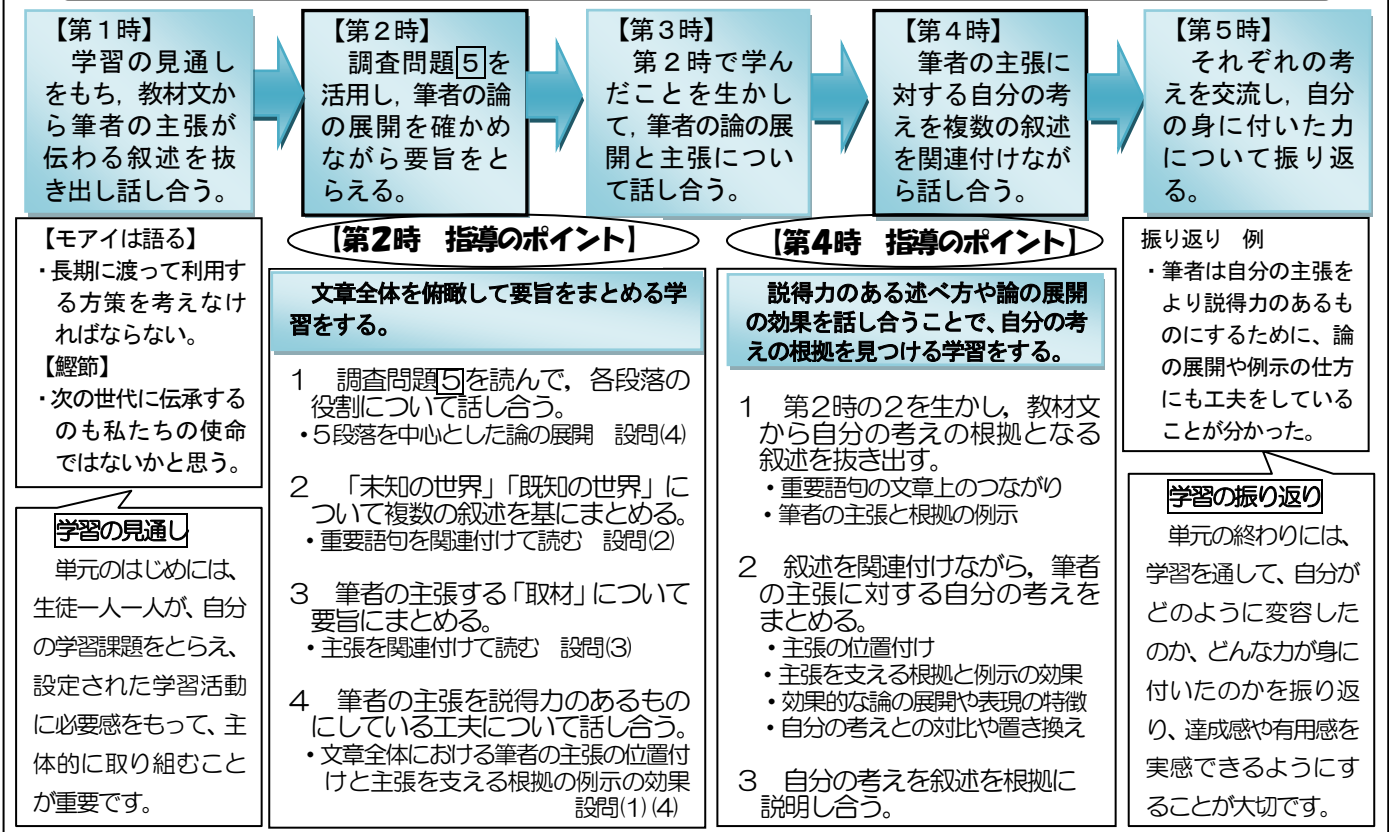 【第1時】
学習の見通し
をもち,教材文か
ら筆者の主張が
伝わる叙述を抜
き出し話し合う。
【第2時】
調査問題5を
活用し,筆者の論
の展開を確かめ
ながら要旨をと
らえる。
【第3時】
第2時で学ん
だことを生かし
て,筆者の論の展
開と主張につい
て話し合う。
【第4時】
筆者の主張に
対する自分の考
えを複数の叙述
を関連付けなが
ら話し合う。
【第5時】
それぞれの考
えを交流し,自分
の身に付いた力
について振り返
る。
【モアイは語る】
・長期に渡って利用す
る方策を考えなけ
ればならない。
【鰹節】
・次の世代に伝承する
のも私たちの使命
ではないかと思う。
学習の見通し
単元のはじめには、
生徒一人一人が、自分
の学習課題をとらえ、
設定された学習活動
に必要感をもって、主
体的に取り組むこと
が重要です。
【第2時 指導のポイント】
文章全体を俯瞰して要旨をまとめる学
習をする。
1 調査問題5を読んで,各段落の
役割について話し合う。
・5段落を中心とした論の展開 設問(4)
2 「未知の世界」「既知の世界」に
ついて複数の叙述を基にまとめる。
・重要語句を関連付けて読む 設問(2)
3 筆者の主張する「取材」について
要旨にまとめる。
・主張を関連付けて読む 設問(3)
4 筆者の主張を説得力のあるもの
にしている工夫について話し合う。
・文章全体における筆者の主張の位置付
けと主張を支える根拠の例示の効果
設問(1)(4)
【第4時 指導のポイント】
説得力のある述べ方や論の展開
の効果を話し合うことで、自分の考
えの根拠を見つける学習をする。
1 第2時の2を生かし,教材文
から自分の考えの根拠となる
叙述を抜き出す。
・重要語句の文章上のつながり
・筆者の主張と根拠の例示
2 叙述を関連付けながら,筆者
の主張に対する自分の考えを
まとめる。
・主張の位置付け
・主張を支える根拠と例示の効果
・効果的な論の展開や表現の特徴
・自分の考えとの対比や置き換え
3 自分の考えを叙述を根拠に
説明し合う。
振り返り 例
・筆者は自分の主張を
より説得力のあるも
のにするために、論
の展開や例示の仕方
にも工夫をしている
ことが分かった。
学習の振り返り
単元の終わりには、
学習を通して、自分が
どのように変容した
のか、どんな力が身に
付いたのかを振り返
り、達成感や有用感を
実感できるようにす
ることが大切です。